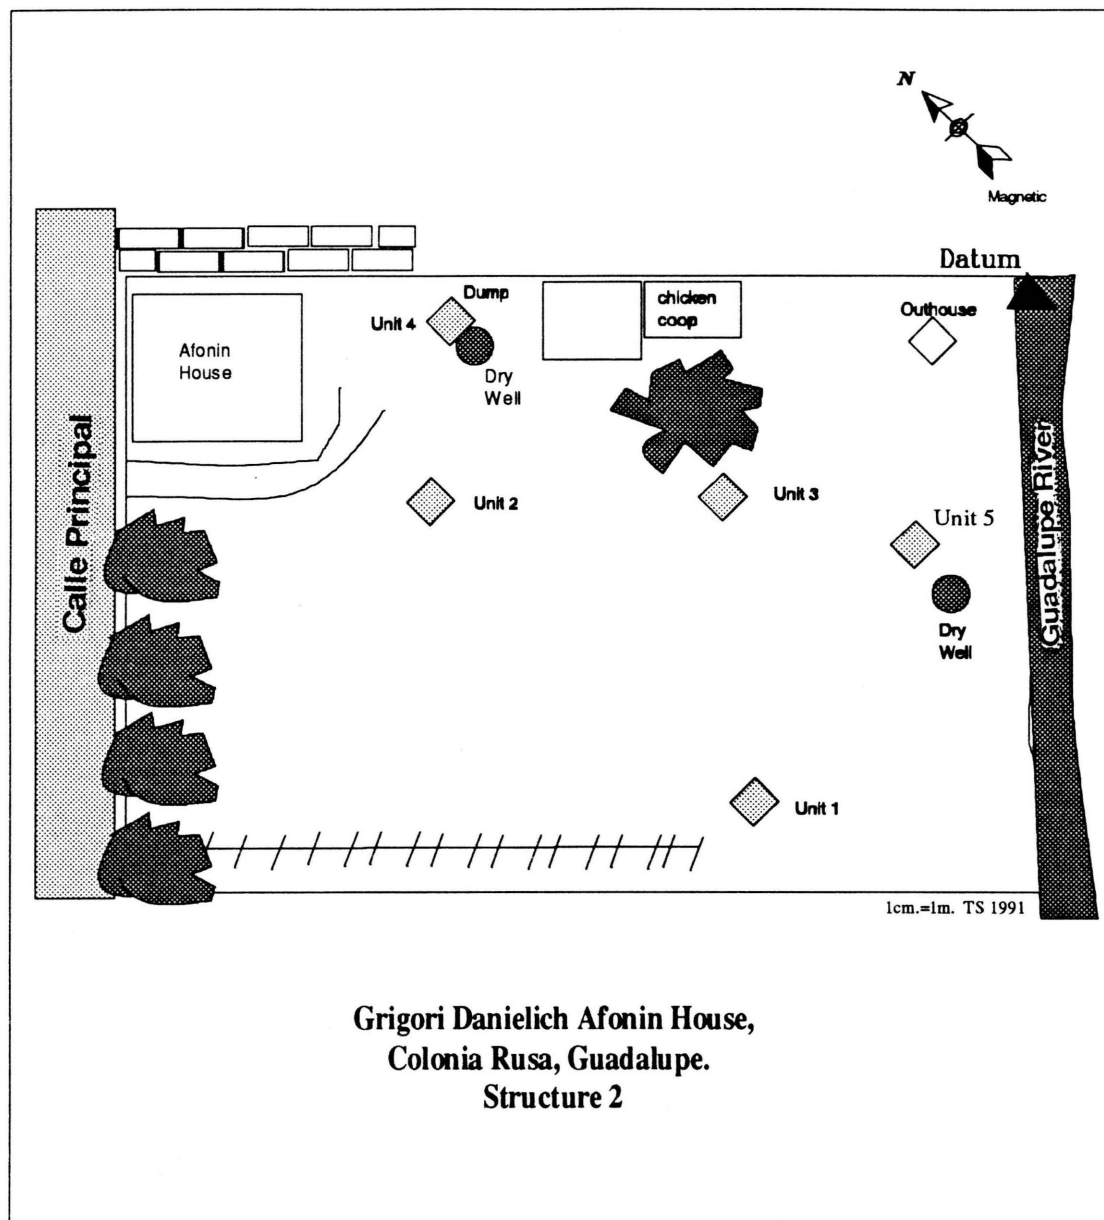 N
Magnetic
Datum
Dump
Unit 4
chicken
coop
Outhouse
Afonin
House
Dry
Well
Calle Principal
Unit 2
Unit 3
Unit 5
Guadalupe River
Dry
Well
Unit 1
1cm.=1m. TS 1991
Grigori Danielich Afonin House,
Colonia Rusa, Guadalupe.
Structure 2